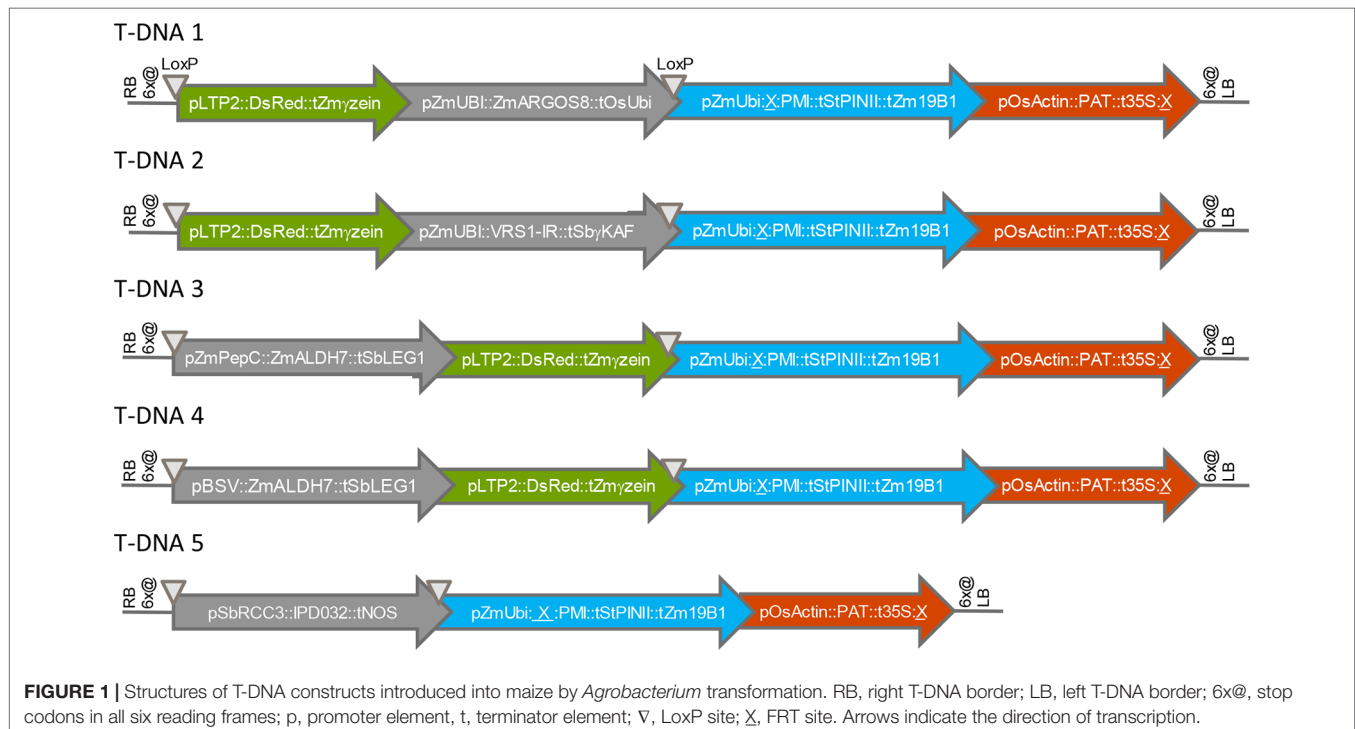 T-DNA 1
RB
6x@
LoxP
LoxP
pLTP2::DsRed::tZmγzein
pZmUBI::ZmARGOS8::tOsUbi
pZmUbi:X:PMI::tStPINII::tZm19B1
pOsActin::PAT::t35S:X
6x@
LB
T-DNA 2
RB
6x@
pLTP2::DsRed::tZmγzein
pZmUBI::VRS1-IR::tSbγKAF
pZmUbi:X:PMI::tStPINII::tZm19B1
pOsActin::PAT::t35S:X
6x@
LB
T-DNA 3
RB
6x@
pZmPepC::ZmALDH7::tSbLEG1
pLTP2::DsRed::tZmγzein
pZmUbi:X:PMI::tStPINII::tZm19B1
pOsActin::PAT::t35S:X
6x@
LB
T-DNA 4
RB
6x@
pBSV::ZmALDH7::tSbLEG1
pLTP2::DsRed::tZmγzein
pZmUbi:X:PMI::tStPINII::tZm19B1
pOsActin::PAT::t35S:X
6x@
LB
T-DNA 5
RB
6x@
pSbRCC3::IPD032::tNOS
pZmUbi: X :PMI::tStPINII::tZm19B1
pOsActin::PAT::t35S:X
6x@
LB
FIGURE 1 | Structures of T-DNA constructs introduced into maize by Agrobacterium transformation. RB, right T-DNA border; LB, left T-DNA border; 6x@, stop
codons in all six reading frames; p, promoter element, t, terminator element; ∇, LoxP site; X, FRT site. Arrows indicate the direction of transcription.